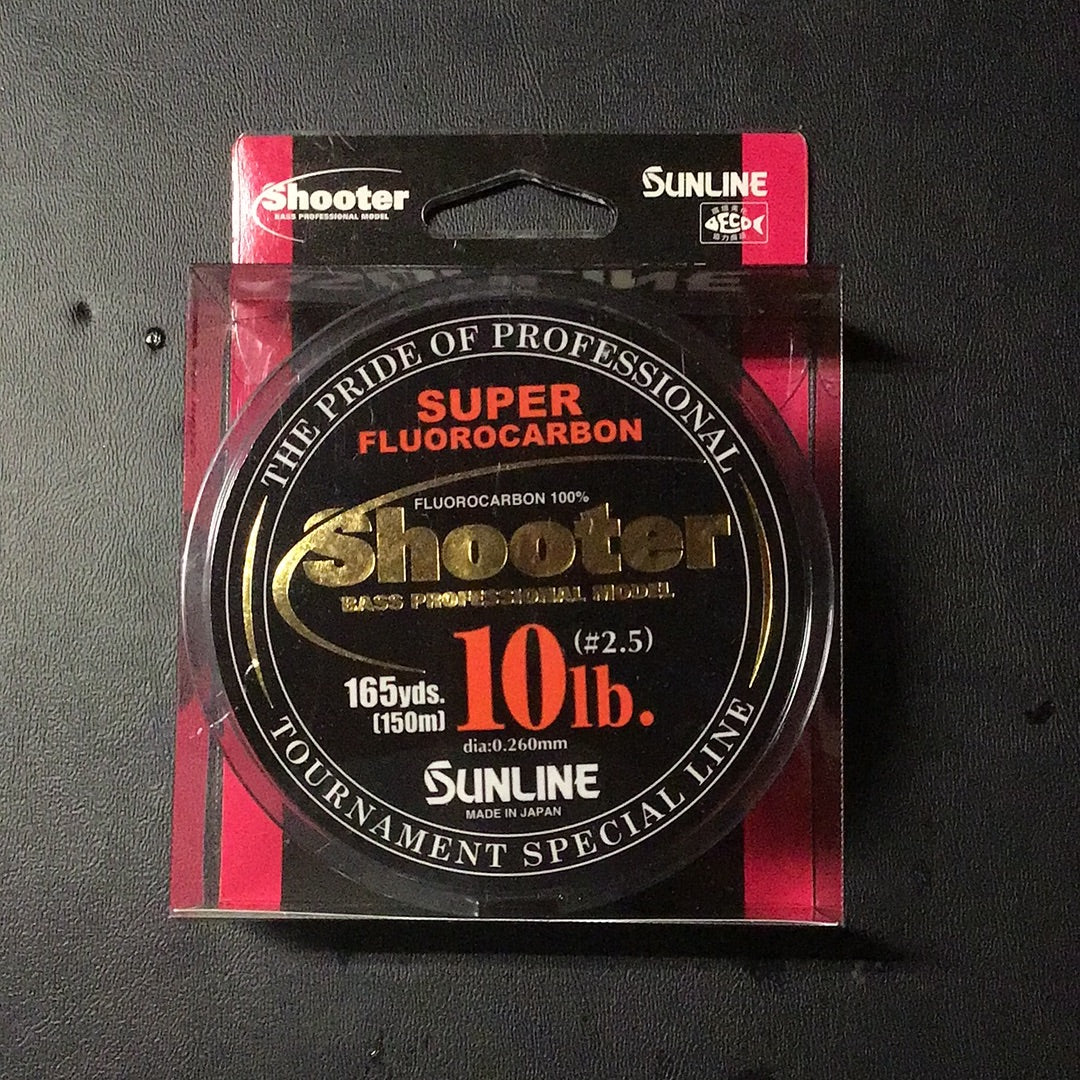 Shooter
BASS PROFESSIONAL MODEL
SUNLINE
THE PRIDE OF PROFESSIONAL
SUPER
FLUOROCARBON
FLUOROCARBON 100%
Shooter
BASS PROFESSIONAL MODEL
10lb.
(#2.5)
165yds.
(150m)
dia:0.260mm
SUNLINE
MADE IN JAPAN
TOURNAMENT SPECIAL LINE